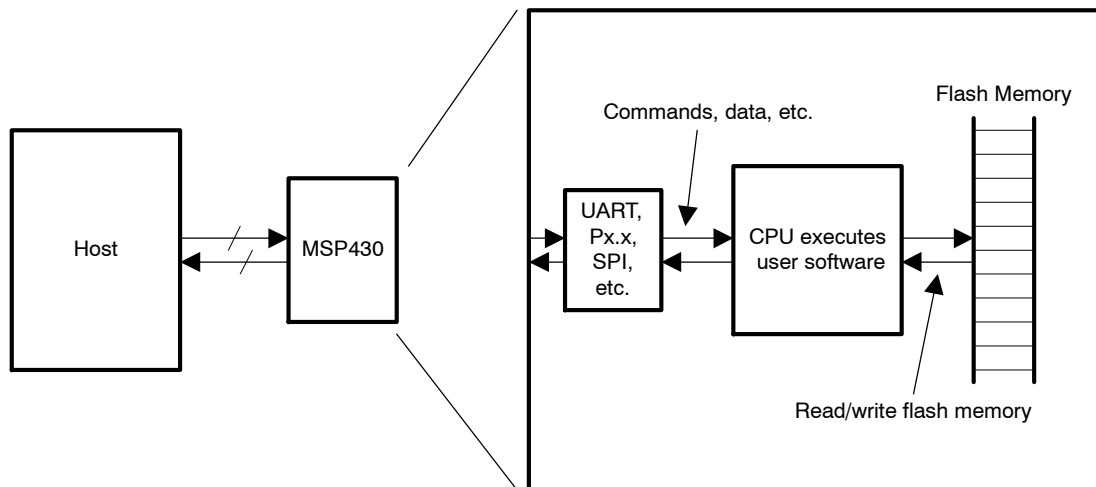 Flash Memory
Commands, data, etc.
Host
MSP430
UART,
Px.x,
SPI,
etc.
CPU executes
user software
Read/write flash memory